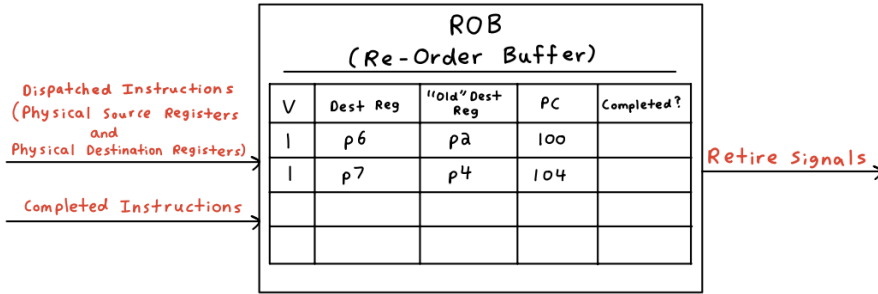 ROB
(Re-Order Buffer)
Dispatched Instructions
(Physical Source Registers
and
Physical Destination Registers)
Completed Instructions
V Dest Reg "Old" Dest Reg PC Completed?
1 p6 p2 100
1 p7 p4 104
Retire Signals